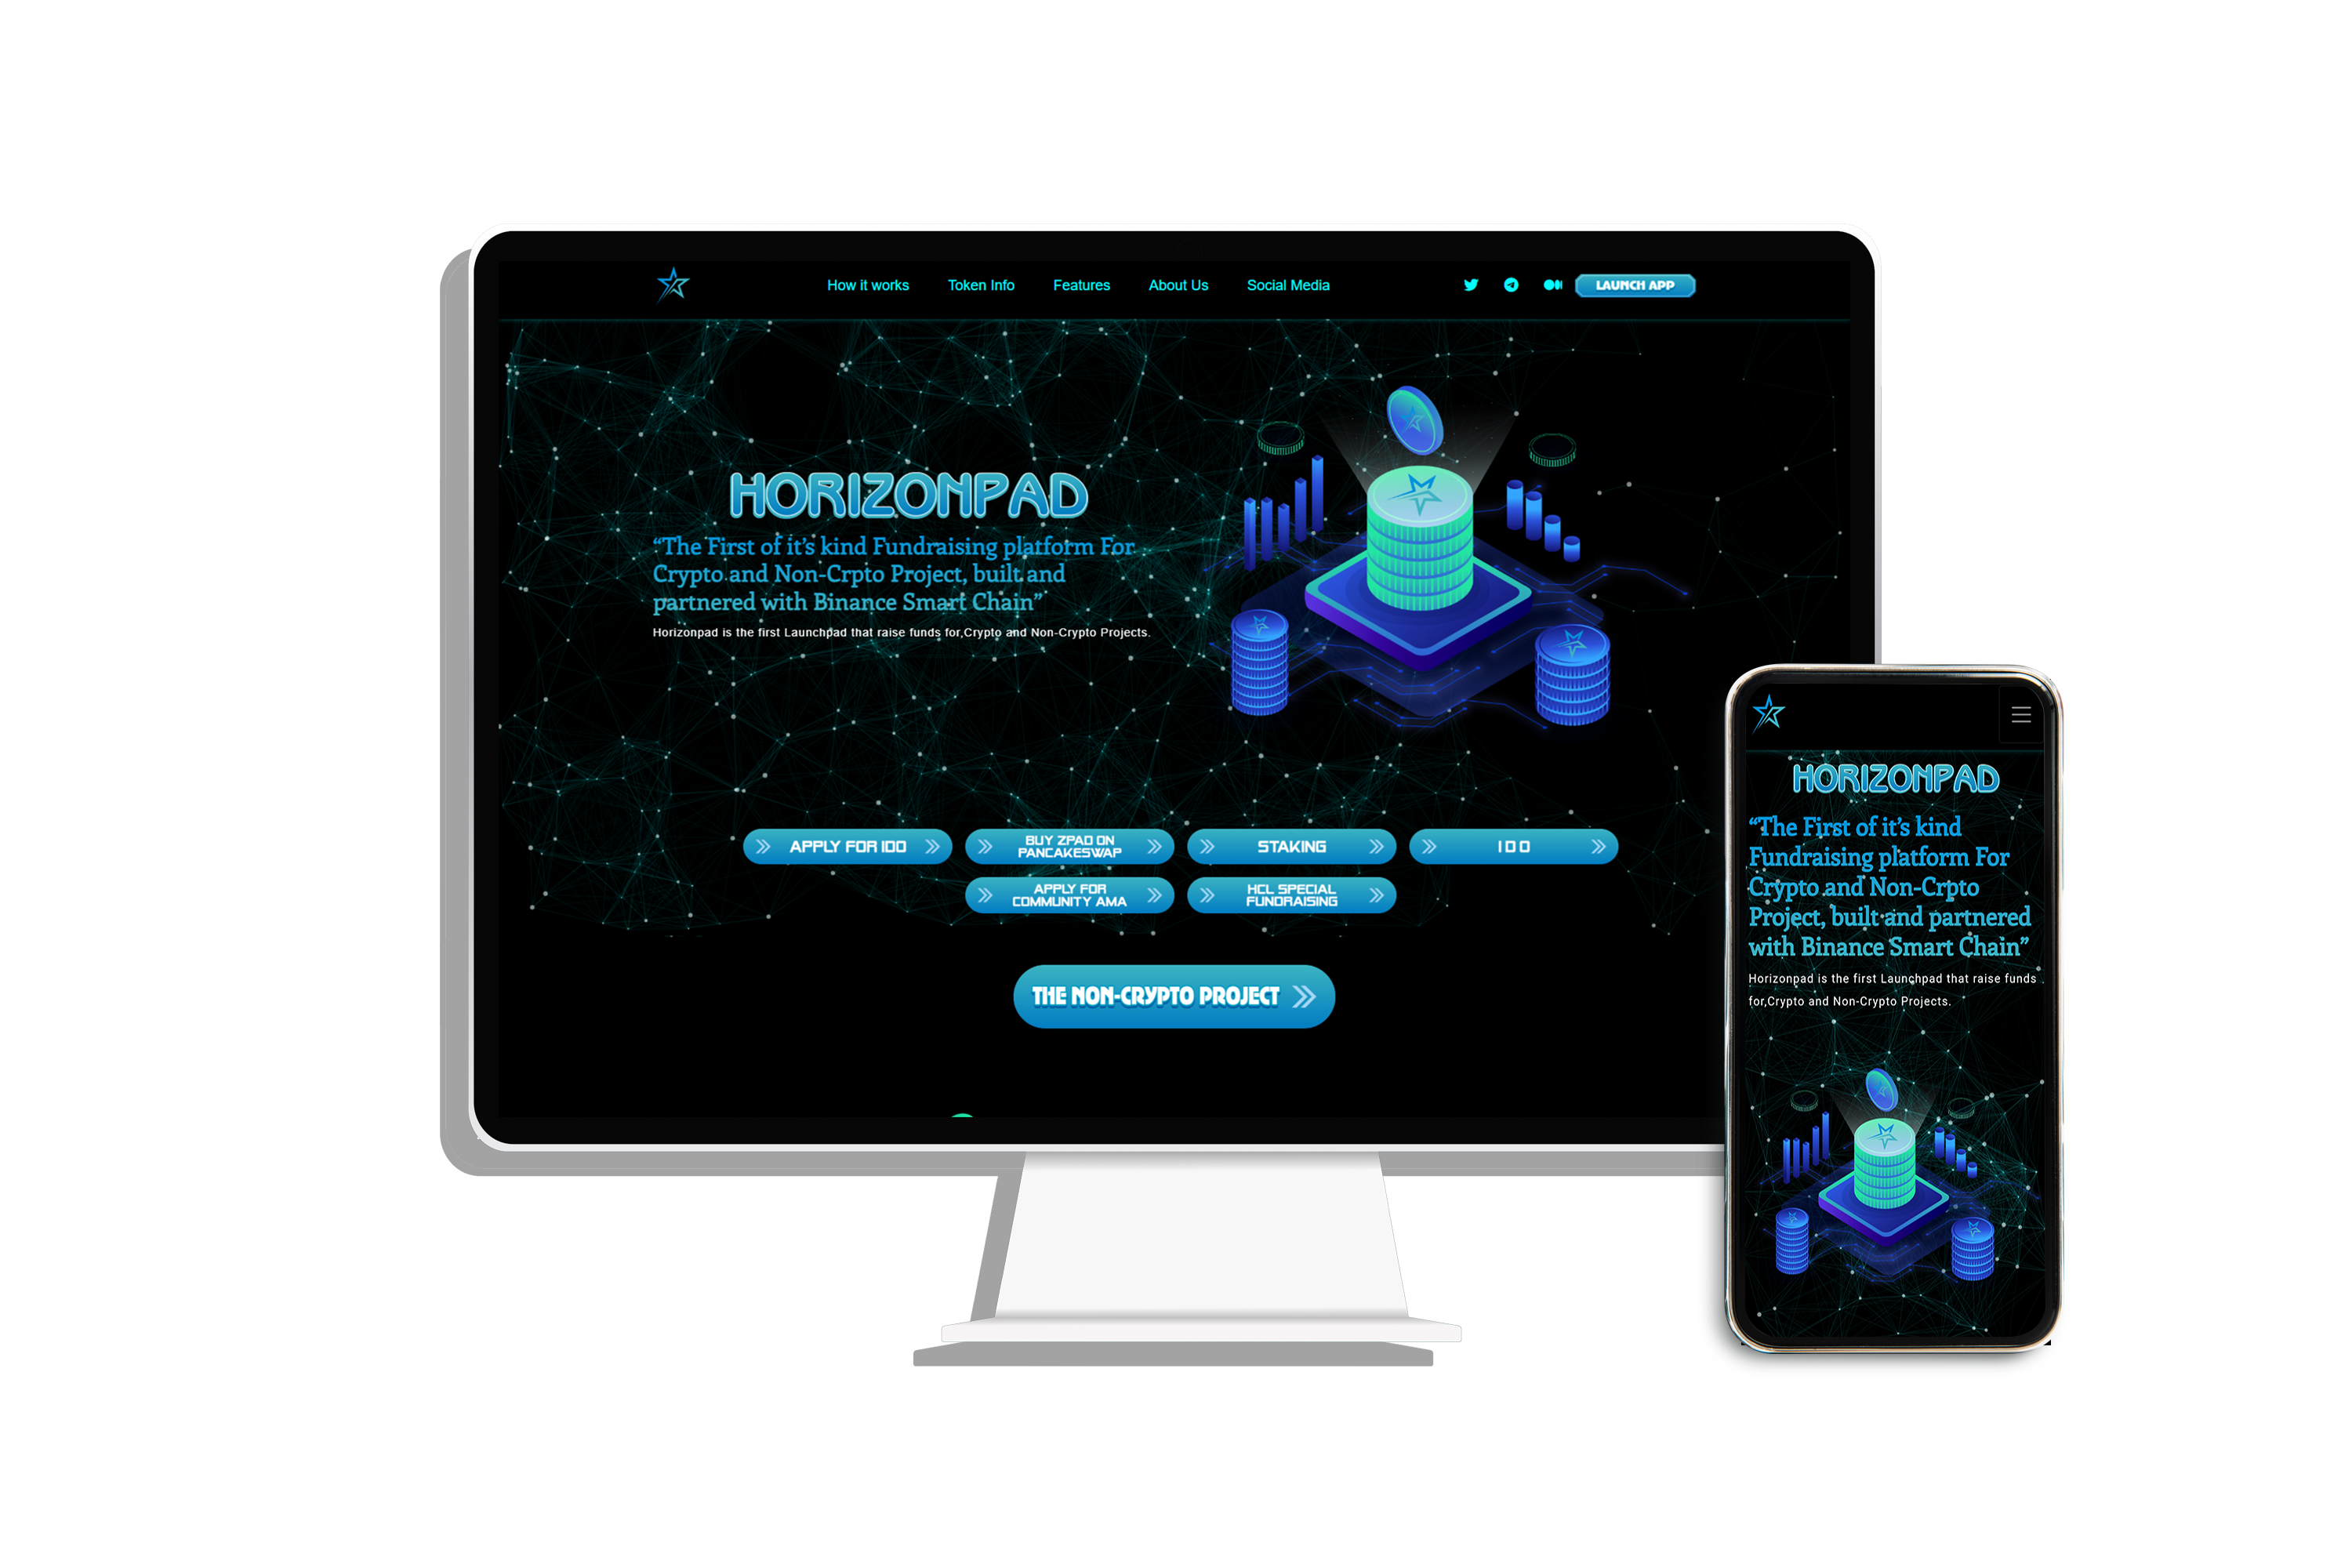 How it works Token Info Features About Us Social Media LAUNCH APP
HORIZONPAD
“The First of it’s kind Fundraising platform For
Crypto and Non-Crpto Project, built and
partnered with Binance Smart Chain”
Horizonpad is the first Launchpad that raise funds for,Crypto and Non-Crypto Projects.
APPLY FOR IDO
BUY ZPAD ON
PANCAKESWAP
STAKING
IDO
APPLY FOR
COMMUNITY AMA
HCL SPECIAL
FUNDRAISING
THE NON-CRYPTO PROJECT
HORIZONPAD
“The First of it’s kind
Fundraising platform For
Crypto and Non-Crpto
Project, built and partnered
with Binance Smart Chain”
Horizonpad is the first Launchpad that raise funds
for,Crypto and Non-Crypto Projects.